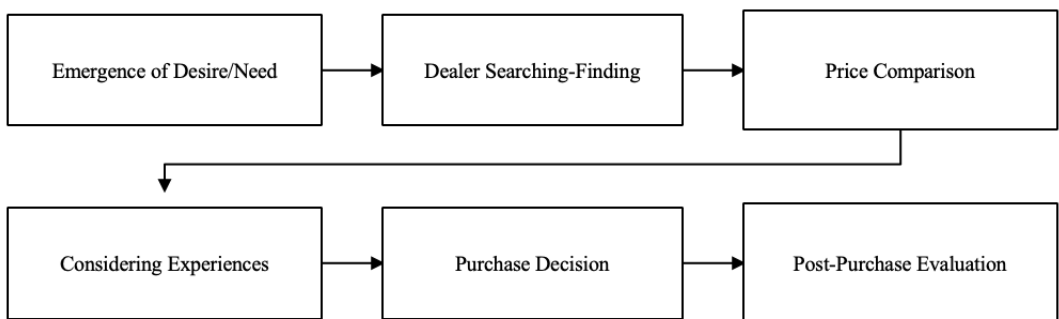 Emergence of Desire/Need
Dealer Searching-Finding
Price Comparison
Considering Experiences
Purchase Decision
Post-Purchase Evaluation